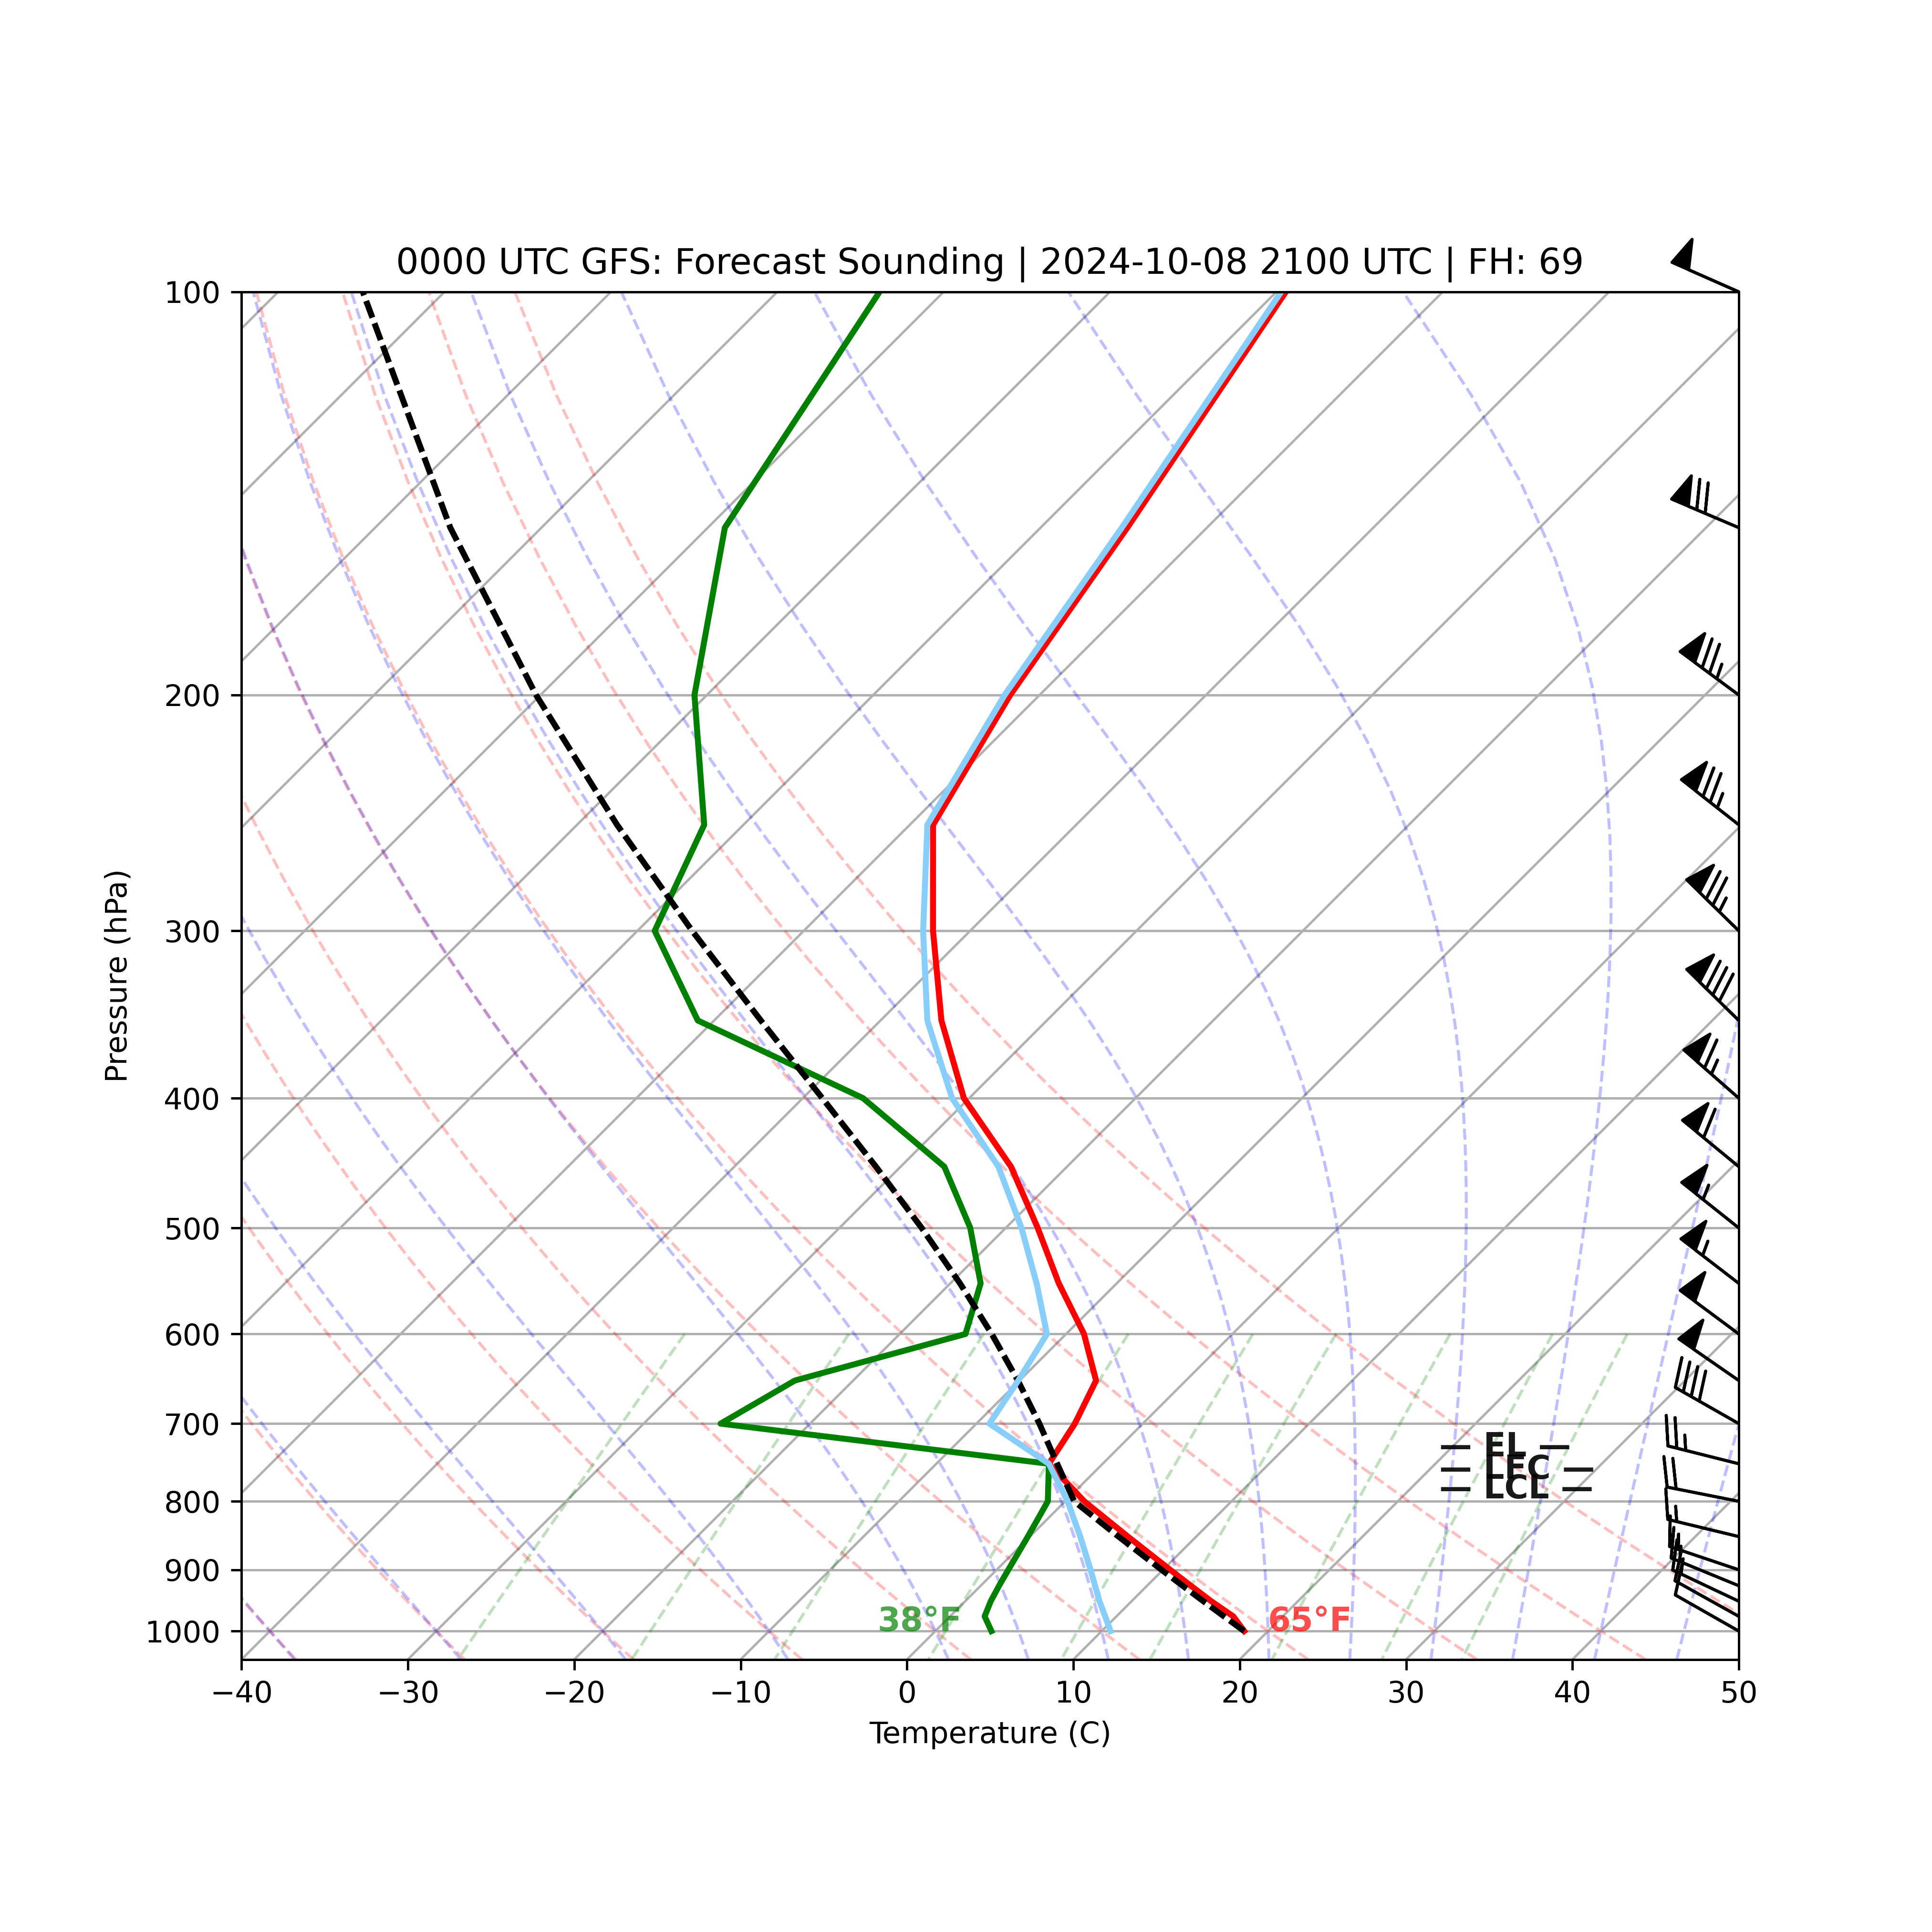 0000 UTC GFS: Forecast Sounding | 2024-10-08 2100 UTC | FH: 69
100
200
300
400
500
600
700
800
900
1000
Pressure (hPa)
— EL —
— LFC —
— LCL —
38°F
65°F
−40 −30 −20 −10 0 10 20 30 40 50
Temperature (C)